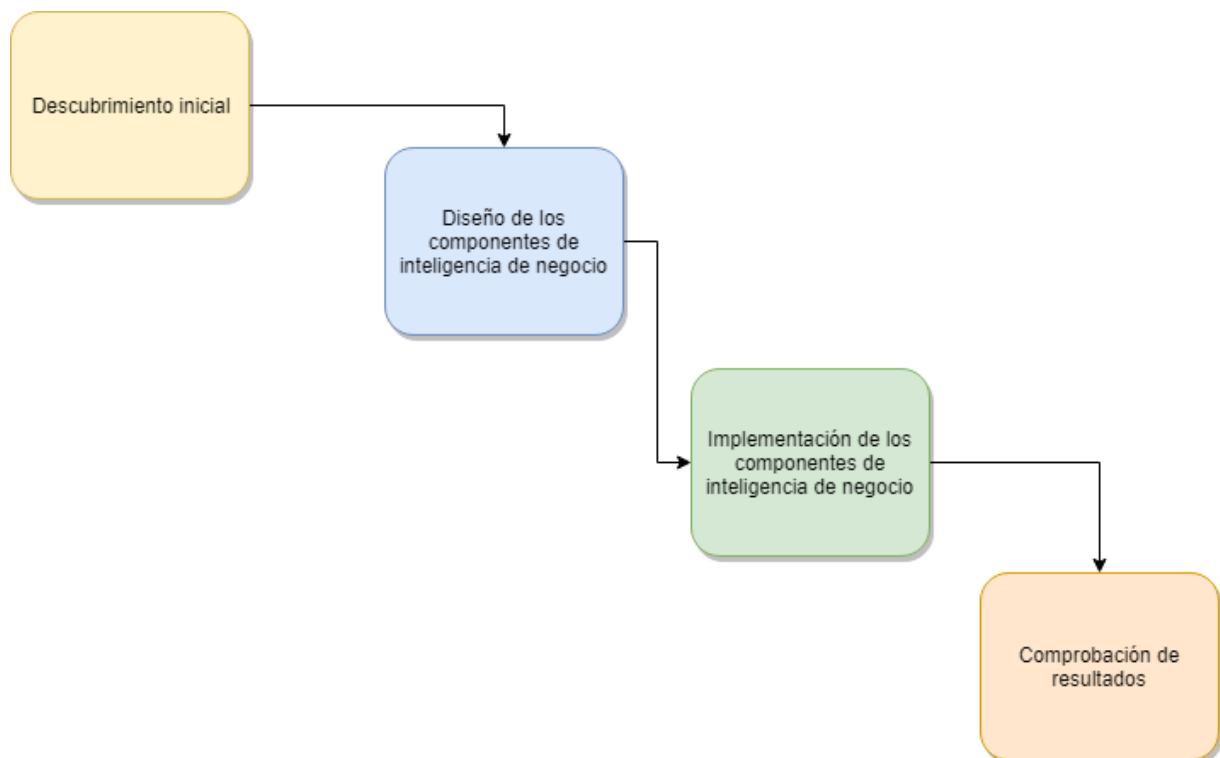 Descubrimiento inicial
Diseño de los
componentes de
inteligencia de negocio
Implementación de los
componentes de
inteligencia de negocio
Comprobación de
resultados